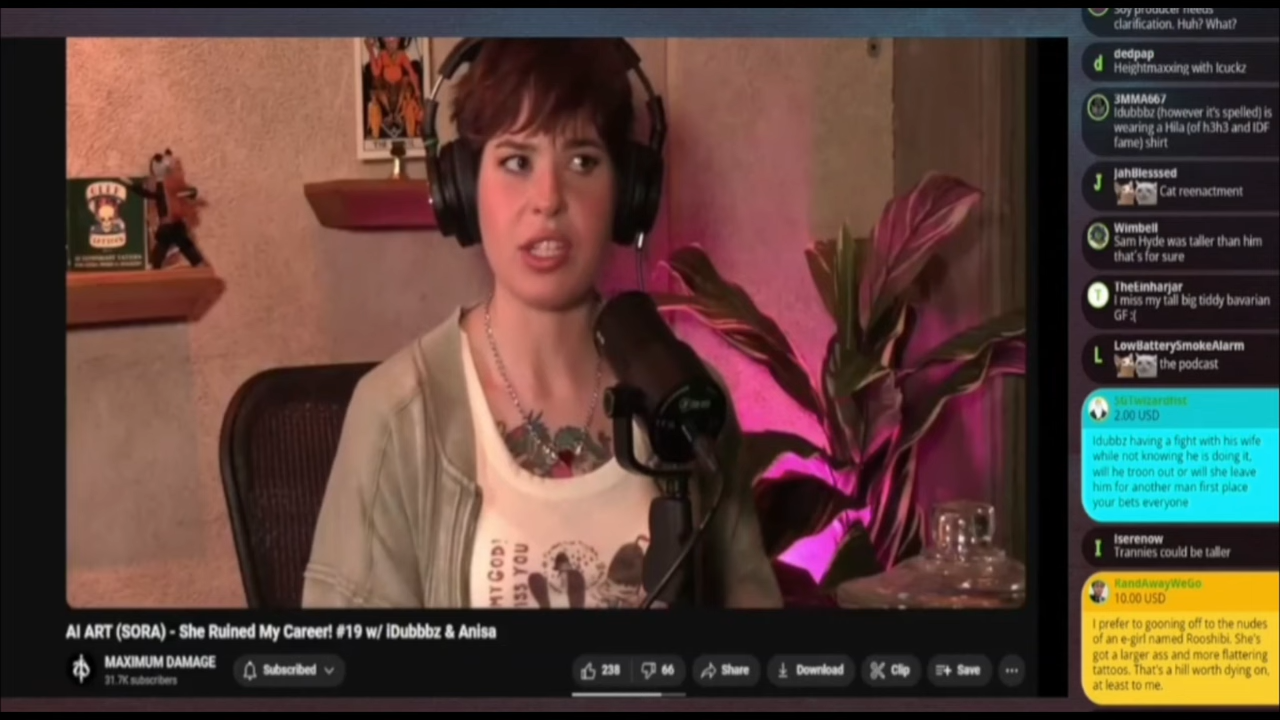 Soy producer needs
clarification. Huh? What?
dedpap
Heightmaxxing with Icuckz
3MMA667
Idubbbz (however it's spelled) is
wearing a Hila (of h3h3 and IDF
fame) shirt
JahBlesssed
Cat reenactment
Wimbell
Sam Hyde was taller than him
that's for sure
TheEinharjar
I miss my tall big tiddy bavarian
GF :(
LowBatterySmokeAlarm
the podcast
2.00 USD
Idubbz having a fight with his wife
while not knowing he is doing it,
will he troon out or will she leave
him for another man first place
your bets everyone
Iserenow
Trannies could be taller
RandAwayWeGo
10.00 USD
I prefer to gooning off to the nudes
of an e-girl named Rooshibi. She's
got a larger ass and more flattering
tattoos. That's a hill worth dying on,
at least to me.
MY GOD!
MISS YOU
AI ART (SORA) - She Ruined My Career! #19 w/ iDubbbz & Anisa
MAXIMUM DAMAGE
31.7K subscribers
Subscribed
238
66
Share
Download
Clip
Save